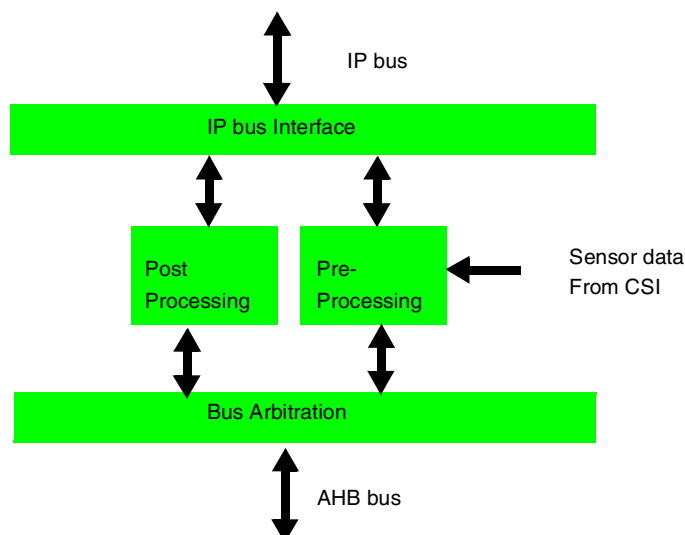 IP bus
IP bus Interface
Post
Processing
Pre-
Processing
Sensor data
From CSI
Bus Arbitration
AHB bus